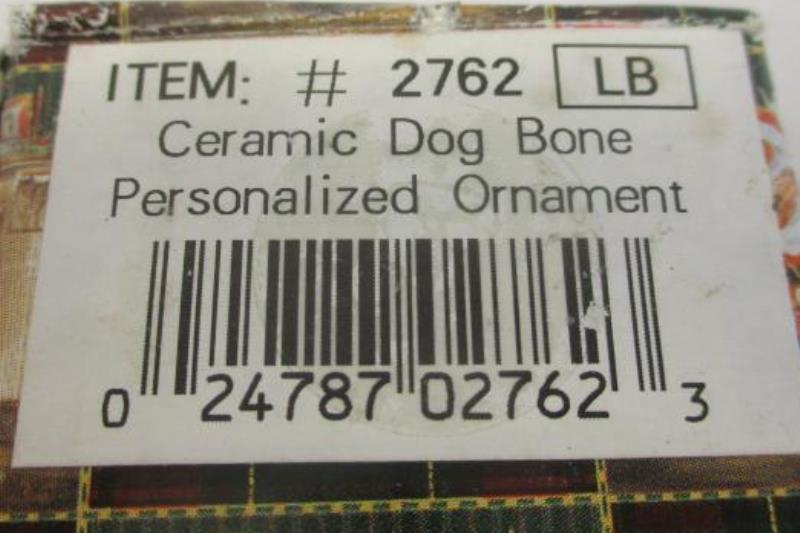 ITEM: # 2762 LB
Ceramic Dog Bone
Personalized Ornament
0 24787 02762 3